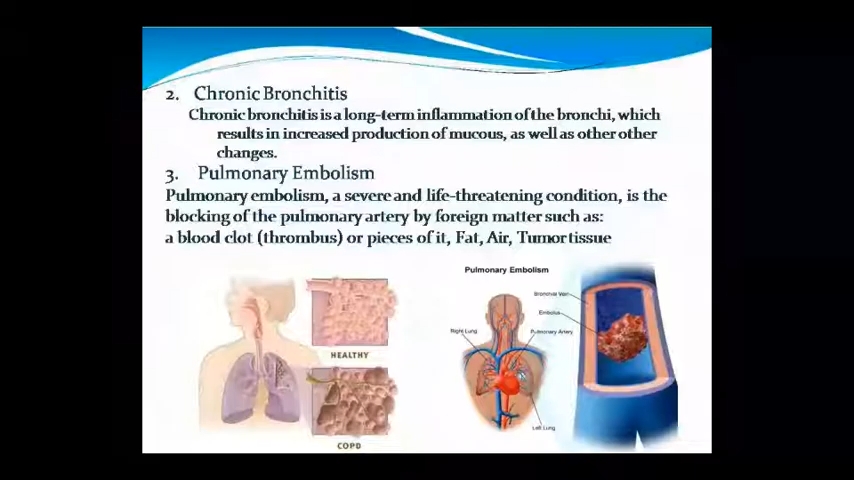 2. Chronic Bronchitis
Chronic bronchitis is a long-term inflammation of the bronchi, which
results in increased production of mucous, as well as other other
changes.
3. Pulmonary Embolism
Pulmonary embolism, a severe and life-threatening condition, is the
blocking of the pulmonary artery by foreign matter such as:
a blood clot (thrombus) or pieces of it, Fat, Air, Tumor tissue
HEALTHY
COPD
Pulmonary Embolism
Bronchial Vein
Embolus
Right Lung
Pulmonary Artery
Left Lung